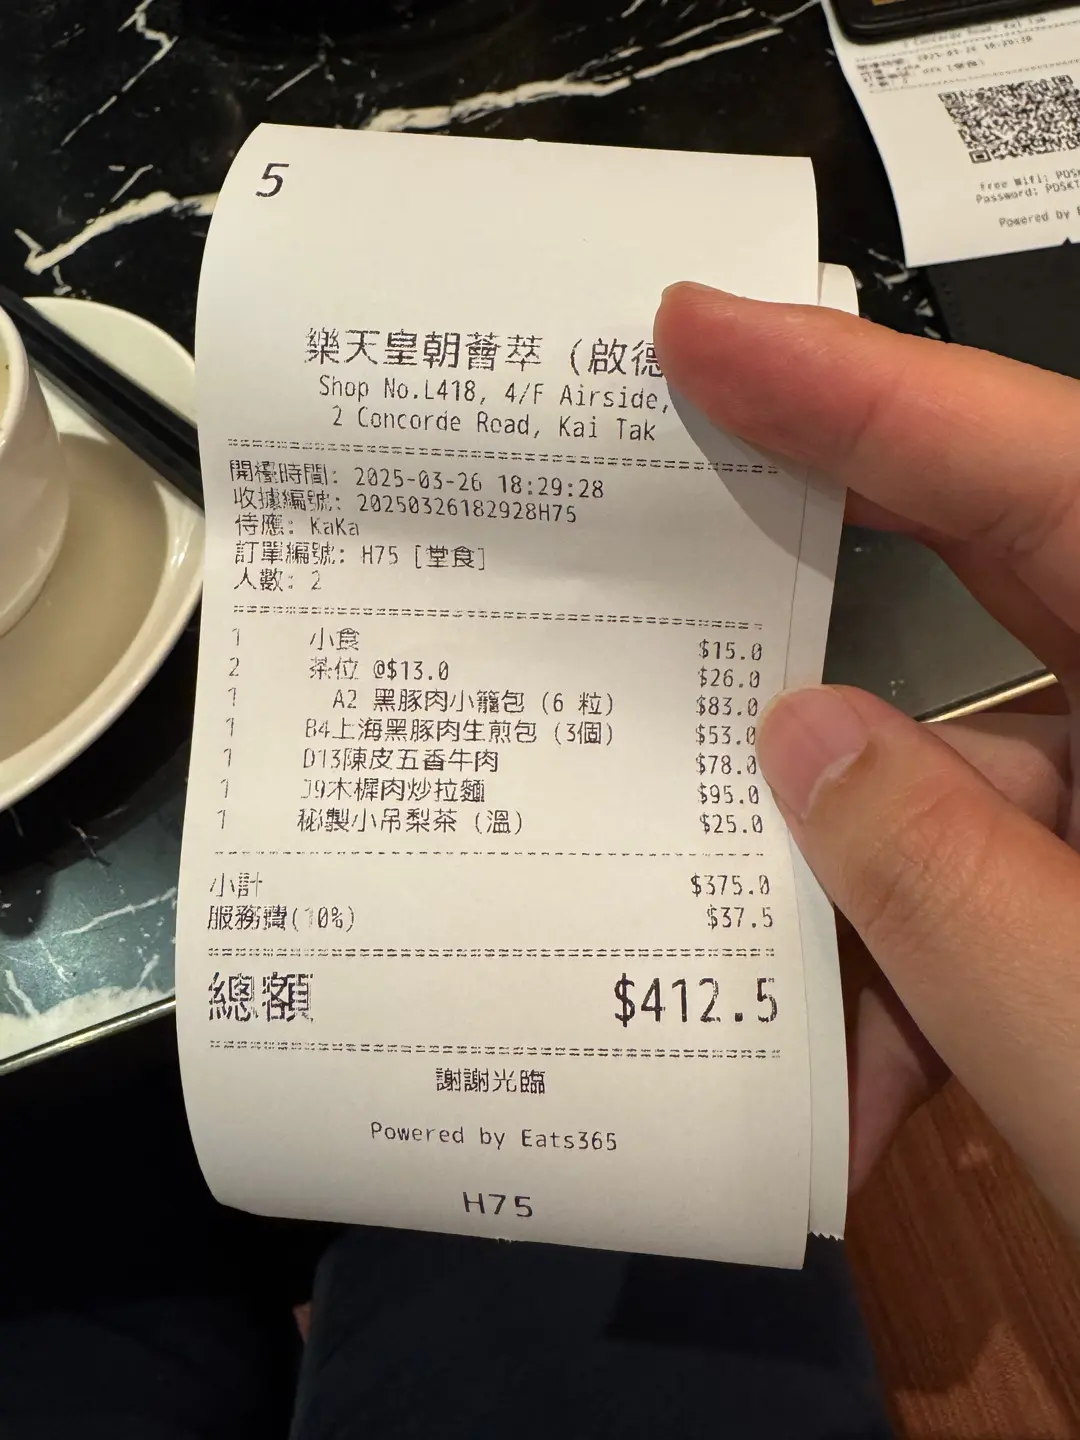 5
樂天皇朝薈萃 (啟德
Shop No.L418, 4/F Airside,
2 Concorde Road, Kai Tak
開檯時間: 2025-03-26 18:29:28
收據編號: 20250326182928H75
侍應: KaKa
訂單編號: H75 [堂食]
人數: 2
1 小食 $15.0
2 茶位 @$13.0 $26.0
1 A2 黑豚肉小籠包 (6 粒) $83.0
1 B4上海黑豚肉生煎包 (3個) $53.0
1 D13陳皮五香牛肉 $78.0
1 J9木樨肉炒拉麵 $95.0
1 秘製小吊梨茶 (溫) $25.0
小計 $375.0
服務費(10%) $37.5
總額 $412.5
謝謝光臨
Powered by Eats365
H75
Free Wifi:
Password:
Powered by